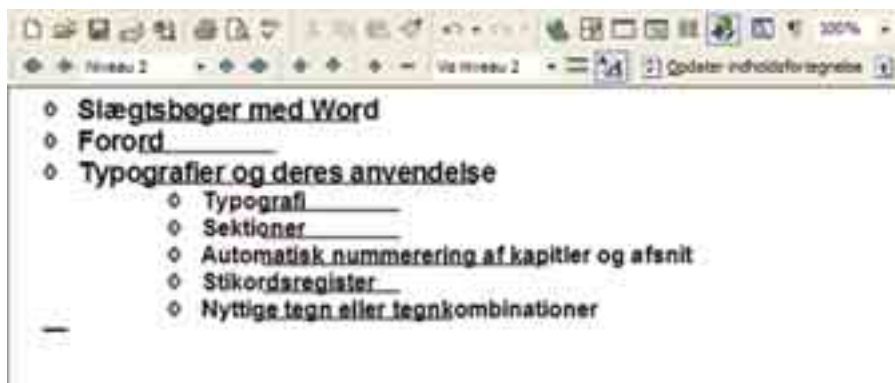 100%
Niveau 2 Vis niveau 2 Opdater indholdsfortegnelse
Slægtsbøger med Word
Forord
Typografier og deres anvendelse
Typografi
Sektioner
Automatisk nummerering af kapitler og afsnit
Stikordsregister
Nyttige tegn eller tegnkombinationer